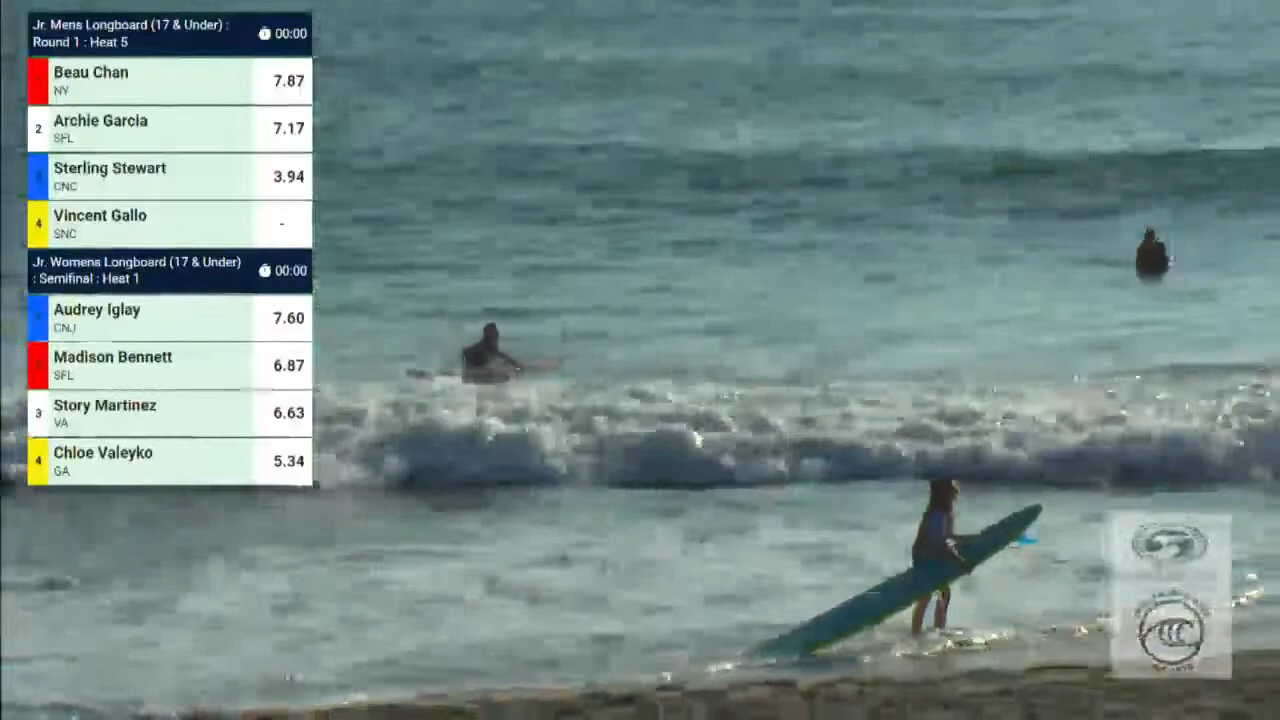 Jr. Mens Longboard (17 & Under) :
Round 1 : Heat 5
00:00
Beau Chan
NY
7.87
2
Archie Garcia
SFL
7.17
Sterling Stewart
CNC
3.94
4
Vincent Gallo
SNC
-
Jr. Womens Longboard (17 & Under)
: Semifinal : Heat 1
00:00
Audrey Iglay
CNJ
7.60
Madison Bennett
SFL
6.87
3
Story Martinez
VA
6.63
4
Chloe Valeyko
GA
5.34